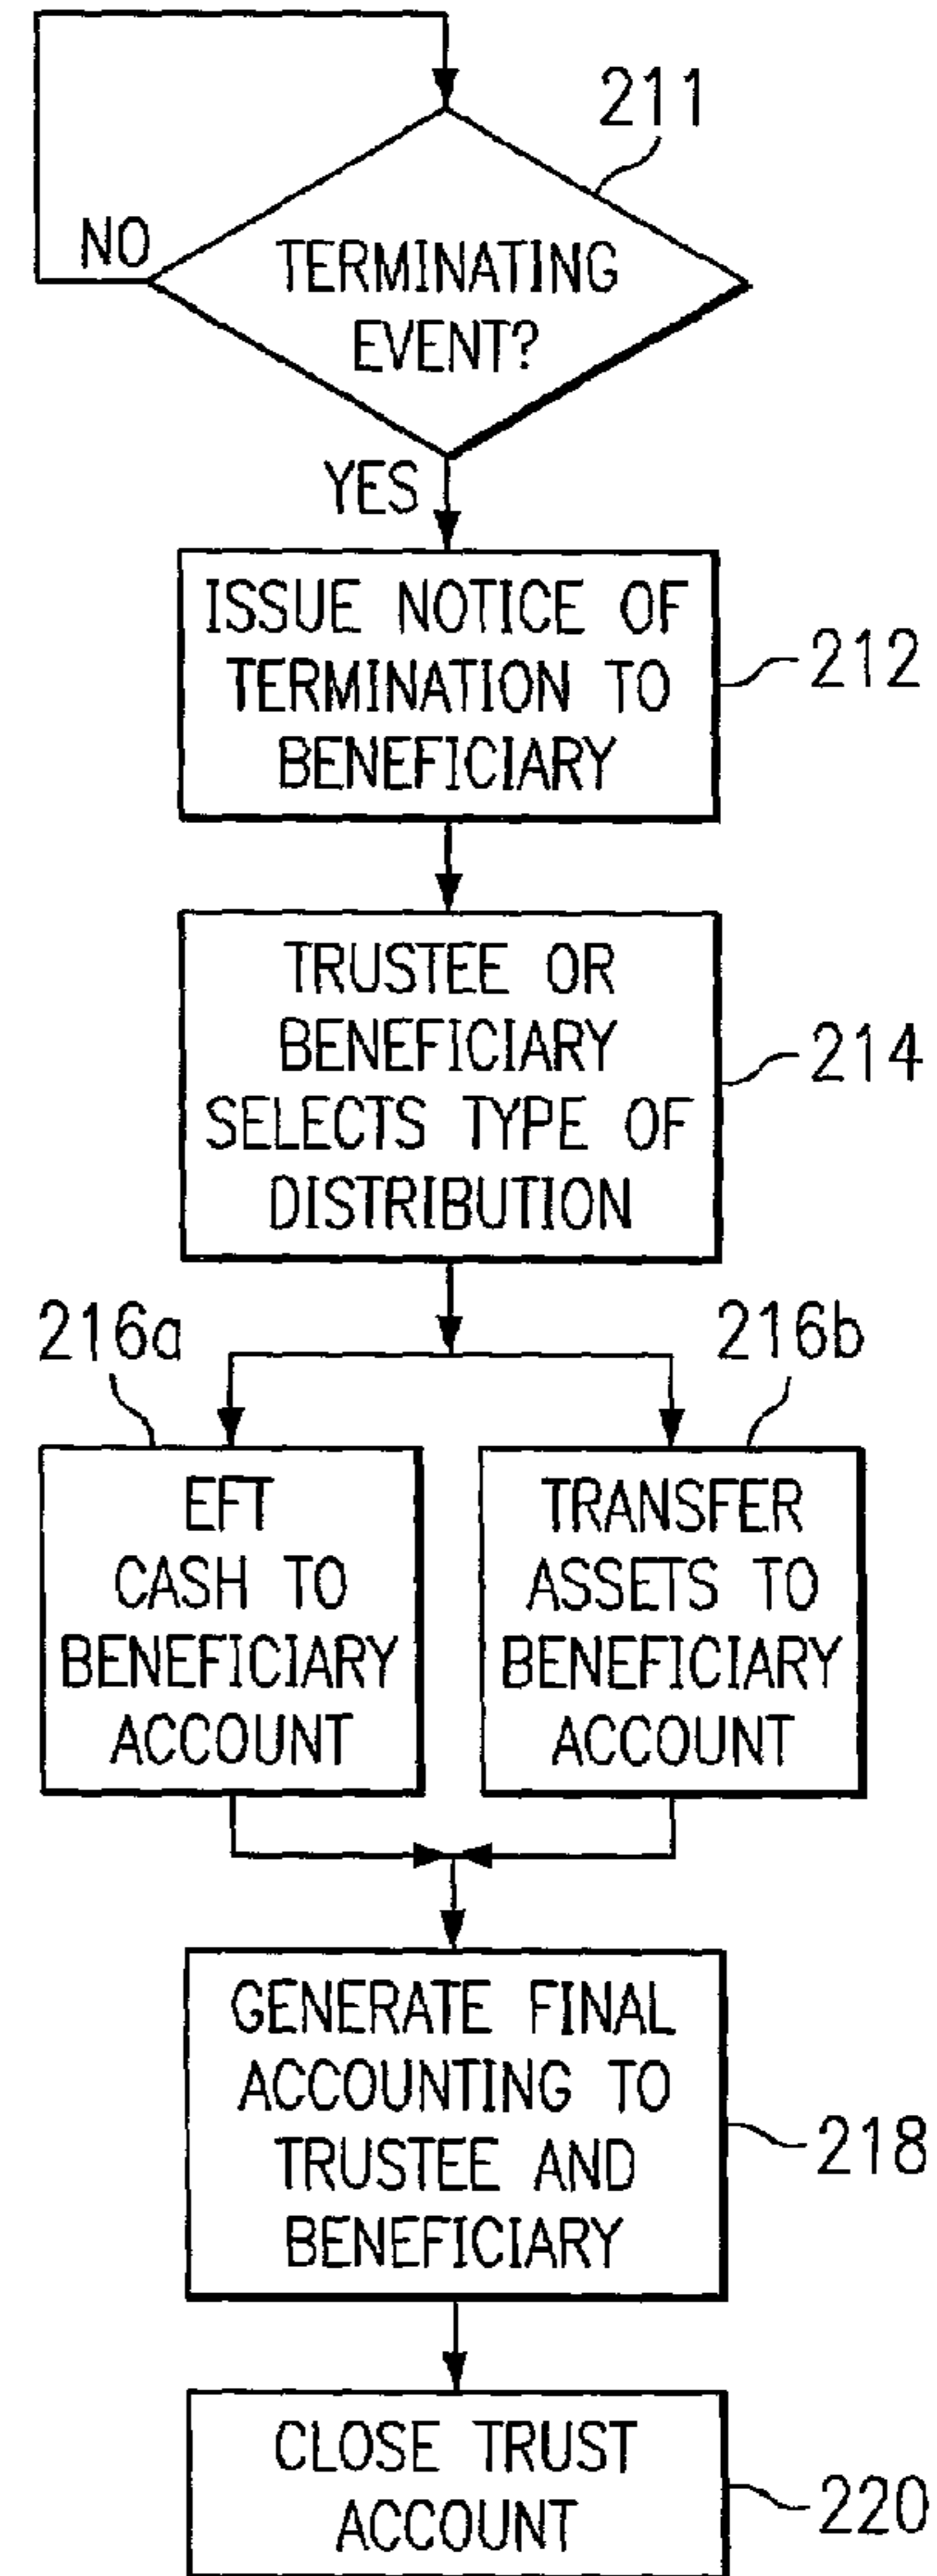 211
NO
TERMINATING
EVENT?
YES
ISSUE NOTICE OF
TERMINATION TO
BENEFICIARY
212
TRUSTEE OR
BENEFICIARY
SELECTS TYPE OF
DISTRIBUTION
214
216a
216b
EFT
CASH TO
BENEFICIARY
ACCOUNT
TRANSFER
ASSETS TO
BENEFICIARY
ACCOUNT
GENERATE FINAL
ACCOUNTING TO
TRUSTEE AND
BENEFICIARY
218
CLOSE TRUST
ACCOUNT
220